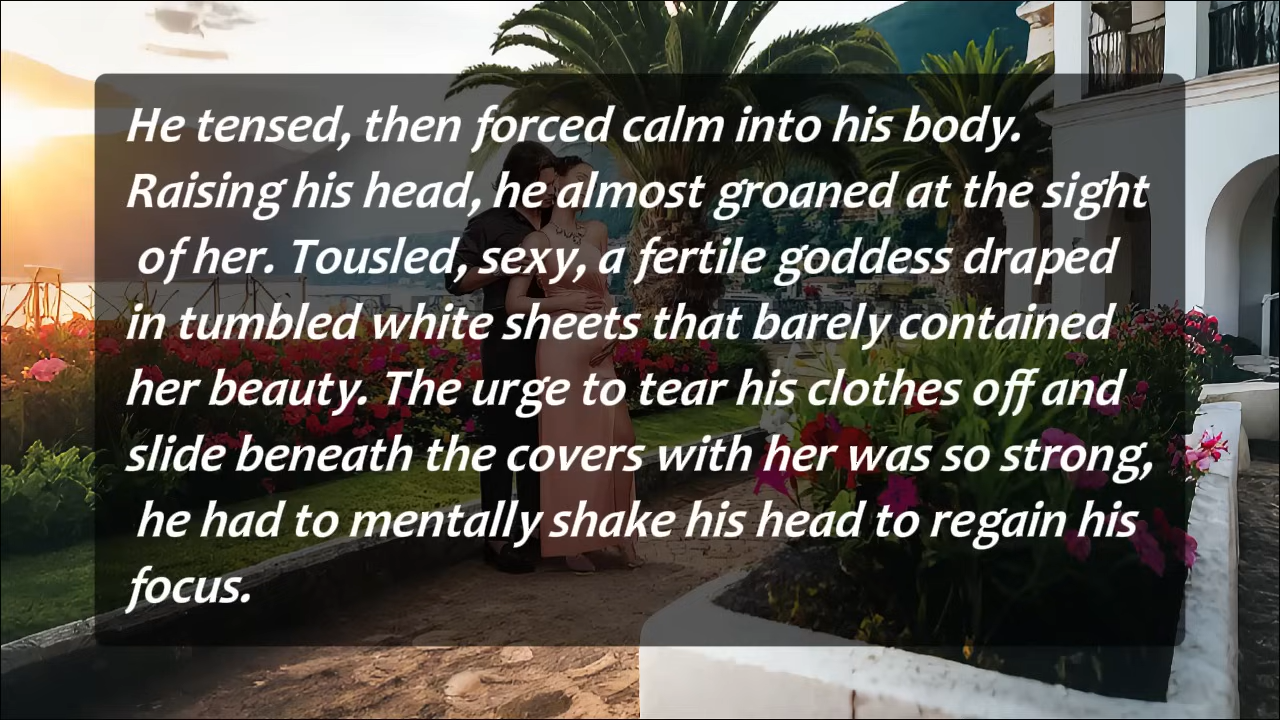 He tensed, then forced calm into his body.
Raising his head, he almost groaned at the sight
of her. Tousled, sexy, a fertile goddess draped
in tumbled white sheets that barely contained
her beauty. The urge to tear his clothes off and
slide beneath the covers with her was so strong,
he had to mentally shake his head to regain his
focus.